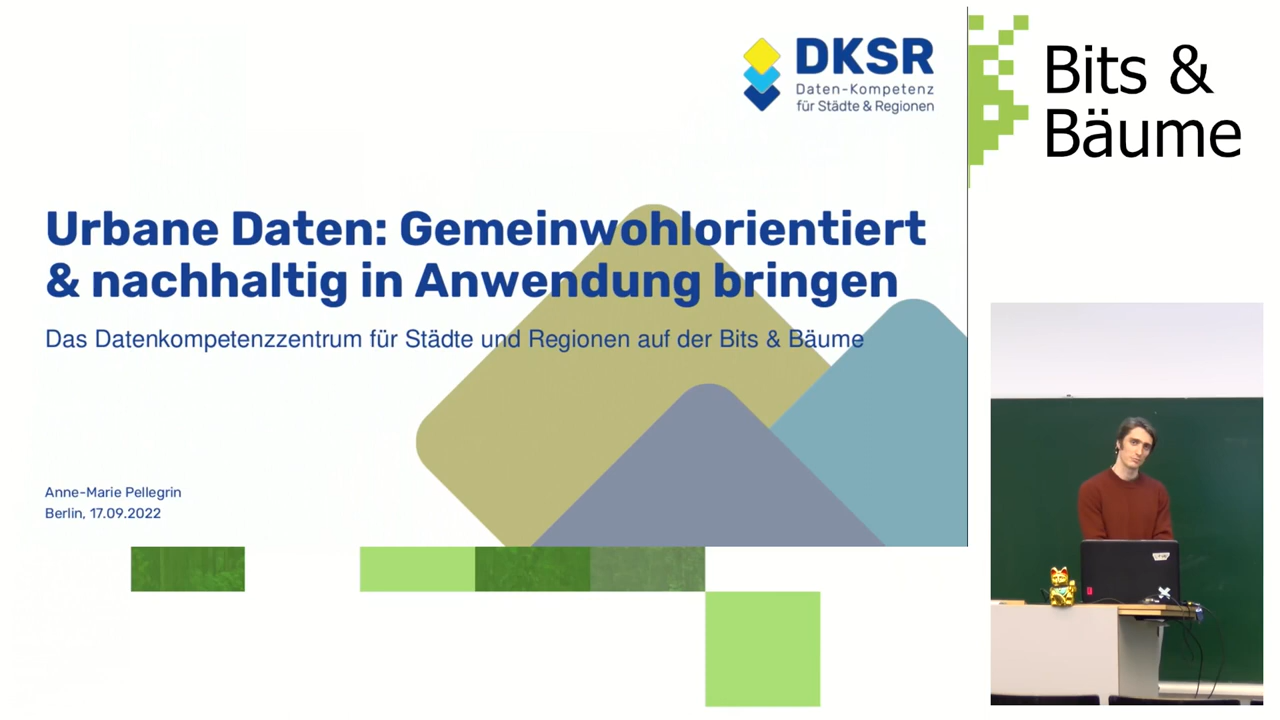 DKSR
Daten-Kompetenz
für Städte & Regionen
Bits &
Bäume
Urbane Daten: Gemeinwohlorientiert
& nachhaltig in Anwendung bringen
Das Datenkompetenzzentrum für Städte und Regionen auf der Bits & Bäume
Anne-Marie Pellegrin
Berlin, 17.09.2022